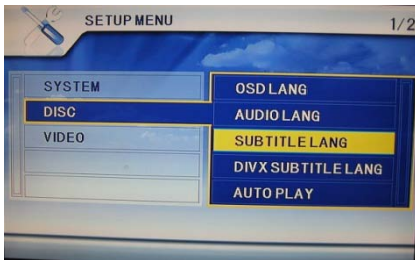 SETUP MENU
1/2
SYSTEM
DISC
VIDEO
OSD LANG
AUDIO LANG
SUBTITLE LANG
DIVX SUBTITLE LANG
AUTO PLAY